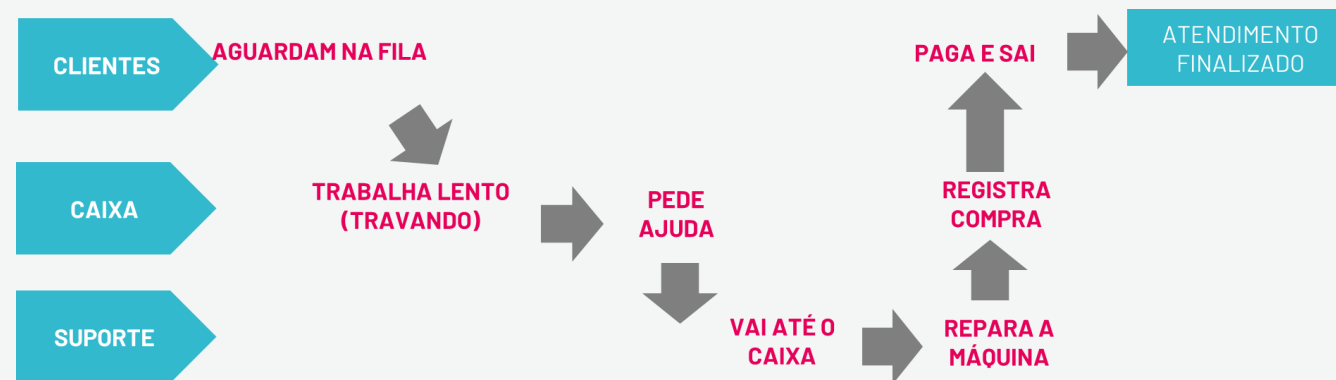 CLIENTES
AGUARDAM NA FILA
PAGA E SAI
ATENDIMENTO
FINALIZADO
CAIXA
TRABALHA LENTO
(TRAVANDO)
PEDE
AJUDA
REGISTRA
COMPRA
SUPORTE
VAI ATÉ O
CAIXA
REPARA A
MÁQUINA